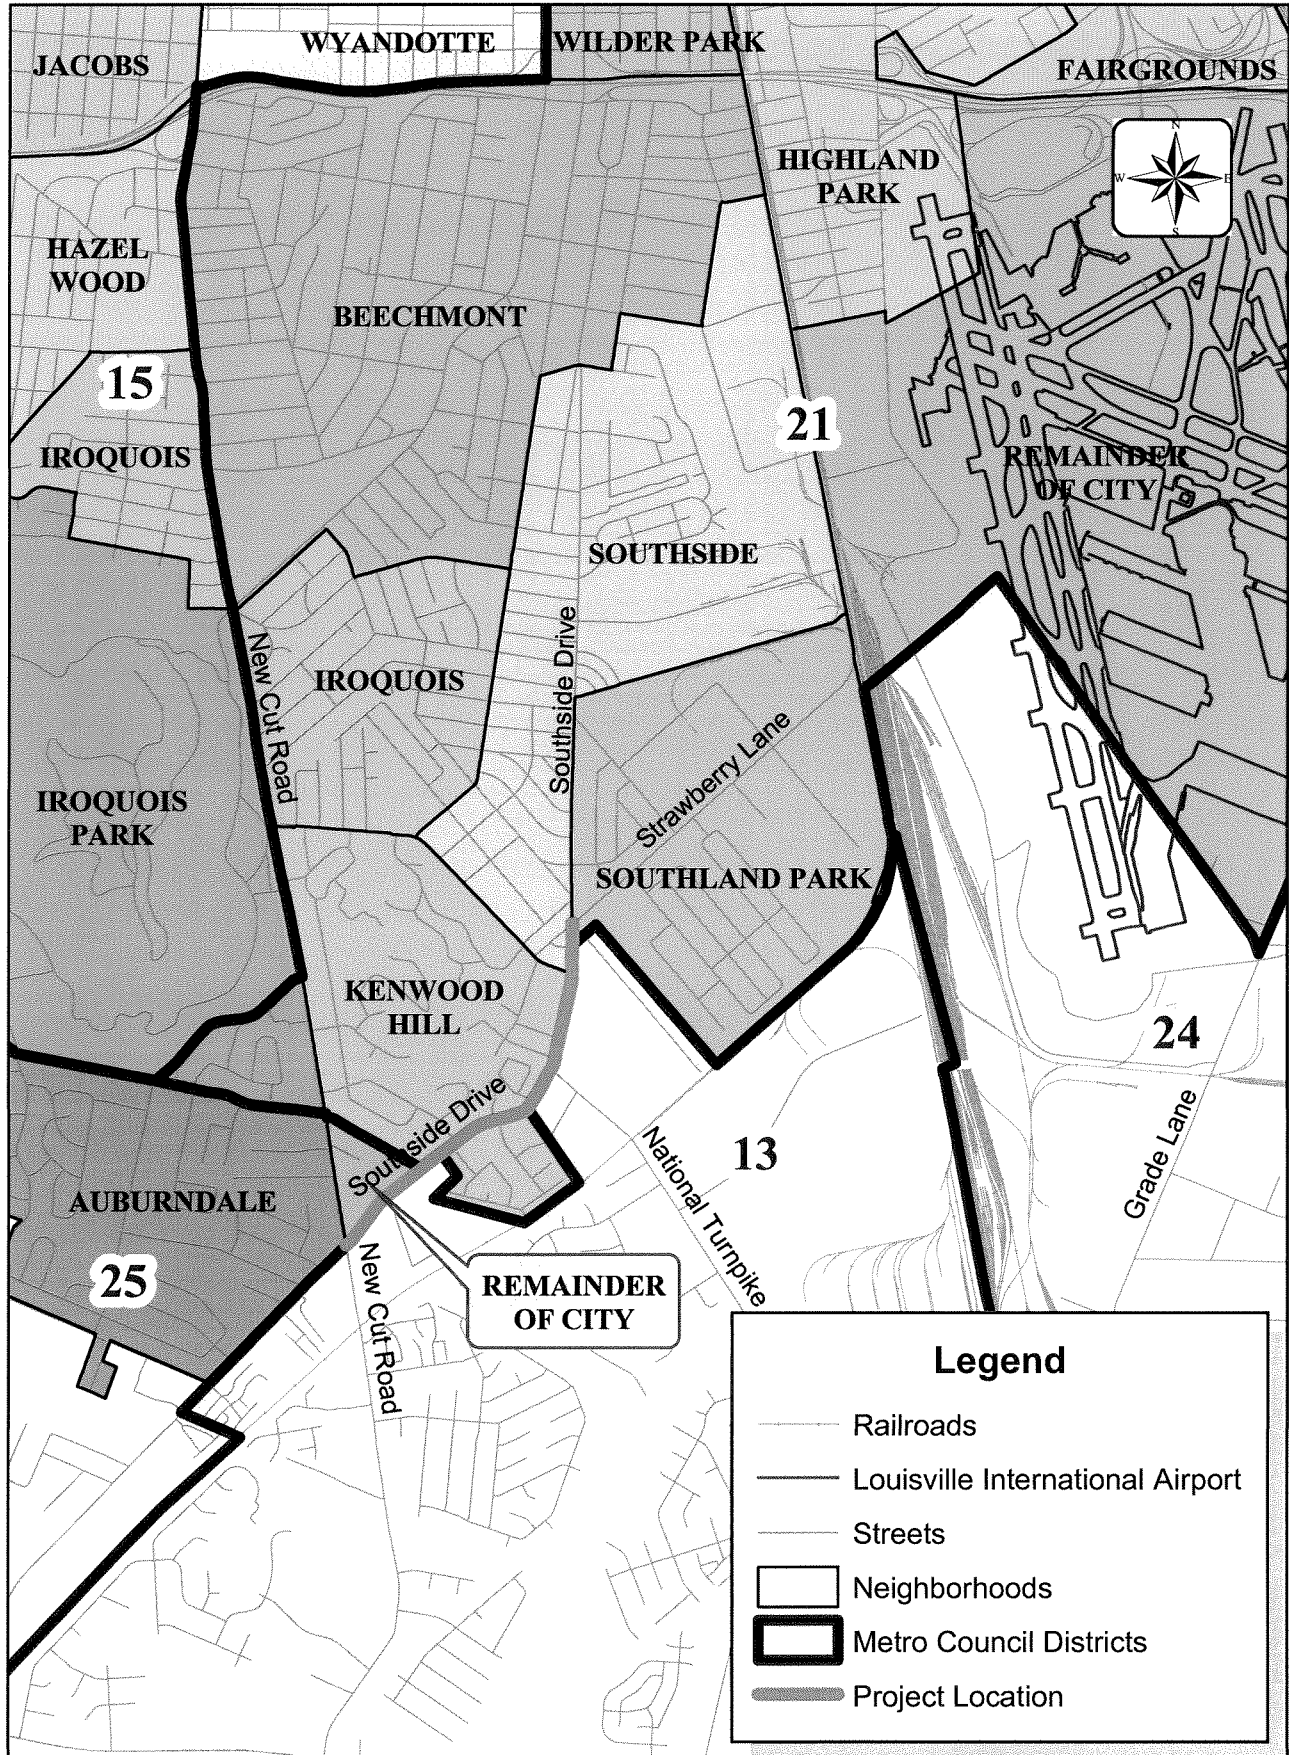 WYANDOTTE
WILDER PARK
JACOBS
FAIRGROUNDS
N
W
E
S
HIGHLAND
PARK
HAZEL
WOOD
BEECHMONT
15
21
IROQUOIS
REMAINDER
OF CITY
SOUTHSIDE
New Cut Road
IROQUOIS
Southside Drive
Strawberry Lane
IROQUOIS
PARK
SOUTHLAND PARK
KENWOOD
HILL
24
Southside Drive
National Turnpike
13
Grade Lane
AUBURNDALE
25
New Cut Road
REMAINDER
OF CITY
Legend
Railroads
Louisville International Airport
Streets
Neighborhoods
Metro Council Districts
Project Location